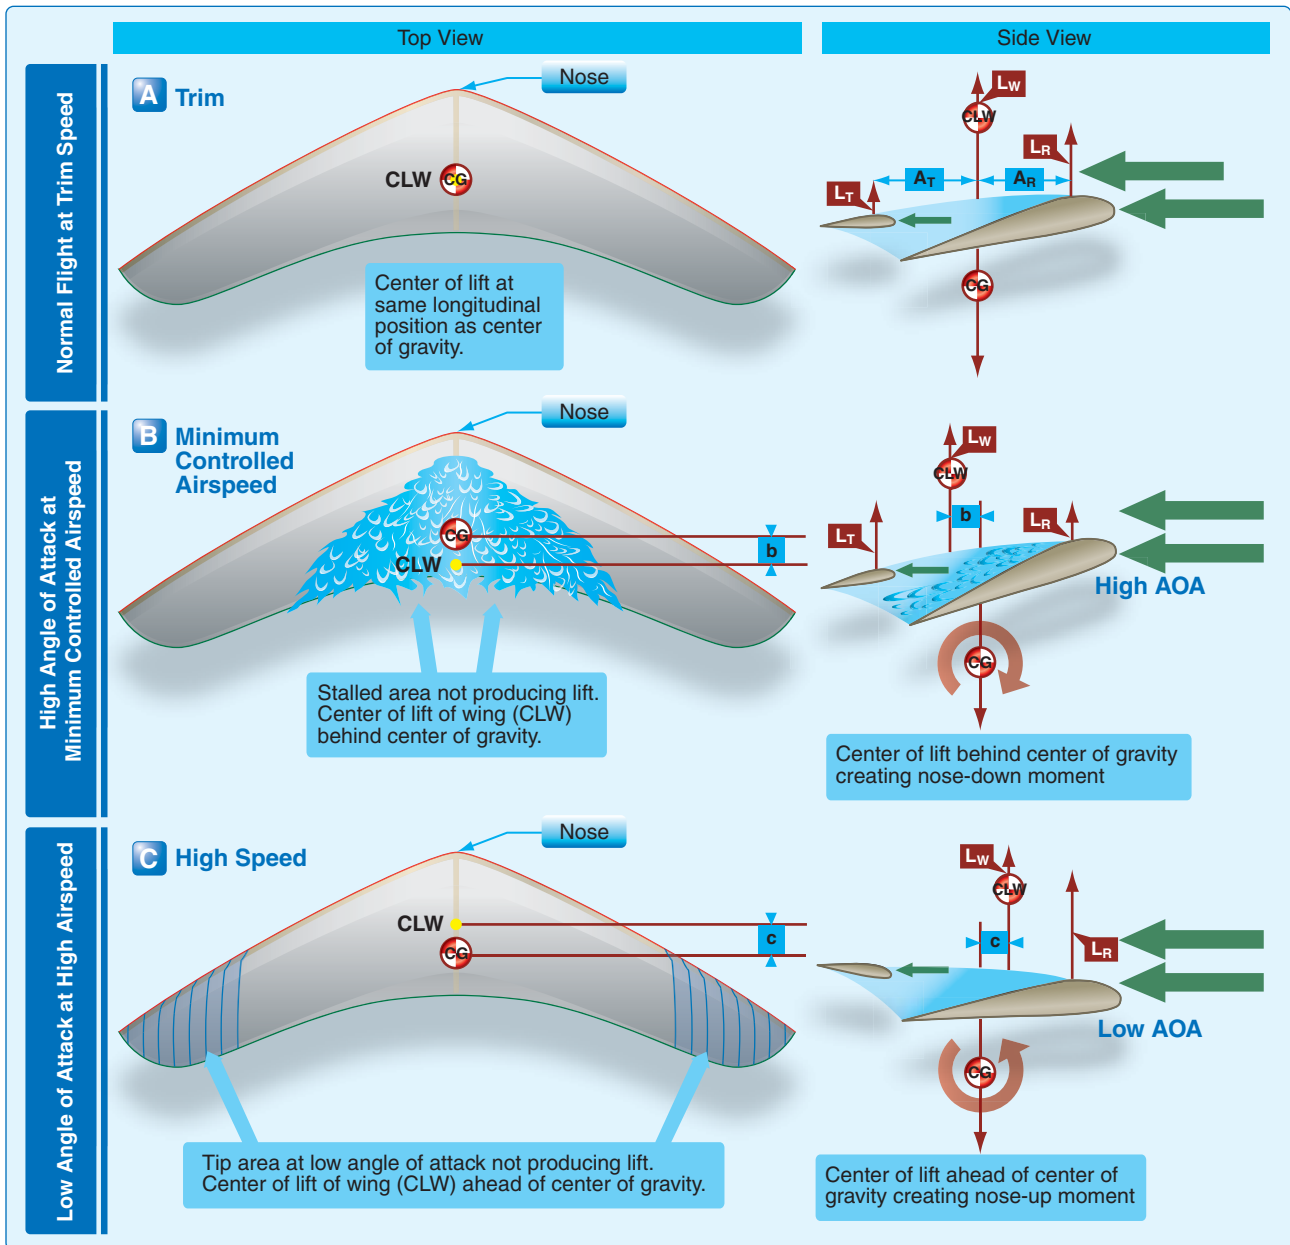 Top View
Side View
Normal Flight at Trim Speed
A Trim
Nose
CLW CG
Center of lift at
same longitudinal
position as center
of gravity.
LW
CLW
LR
AT
AR
LT
CG
High Angle of Attack at
Minimum Controlled Airspeed
B Minimum
Controlled
Airspeed
Nose
CG
CLW
b
Stalled area not producing lift.
Center of lift of wing (CLW)
behind center of gravity.
LW
CLW
b
LR
LT
High AOA
CG
Center of lift behind center of gravity
creating nose-down moment
Low Angle of Attack at High Airspeed
C High Speed
Nose
CLW
CG
c
Tip area at low angle of attack not producing lift.
Center of lift of wing (CLW) ahead of center of gravity.
LW
CLW
c
LR
Low AOA
CG
Center of lift ahead of center of
gravity creating nose-up moment